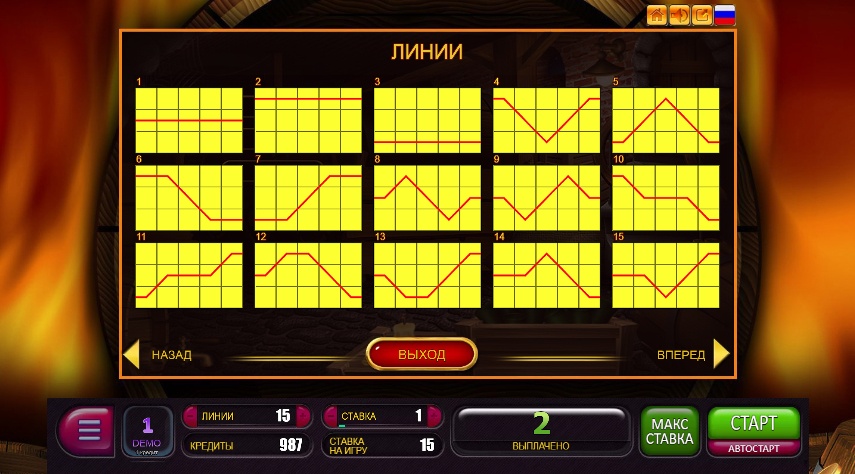 ЛИНИИ
1 2 3 4 5
6 7 8 9 10
11 12 13 14 15
НАЗАД
ВЫХОД
ВПЕРЕД
1
DEMO
ЛИНИИ 15
СТАВКА 1
2
ВЫПЛАЧЕНО
МАКС
СТАВКА
СТАРТ
АВТОСТАРТ
КРЕДИТЫ 987
СТАВКА
НА ИГРУ 15